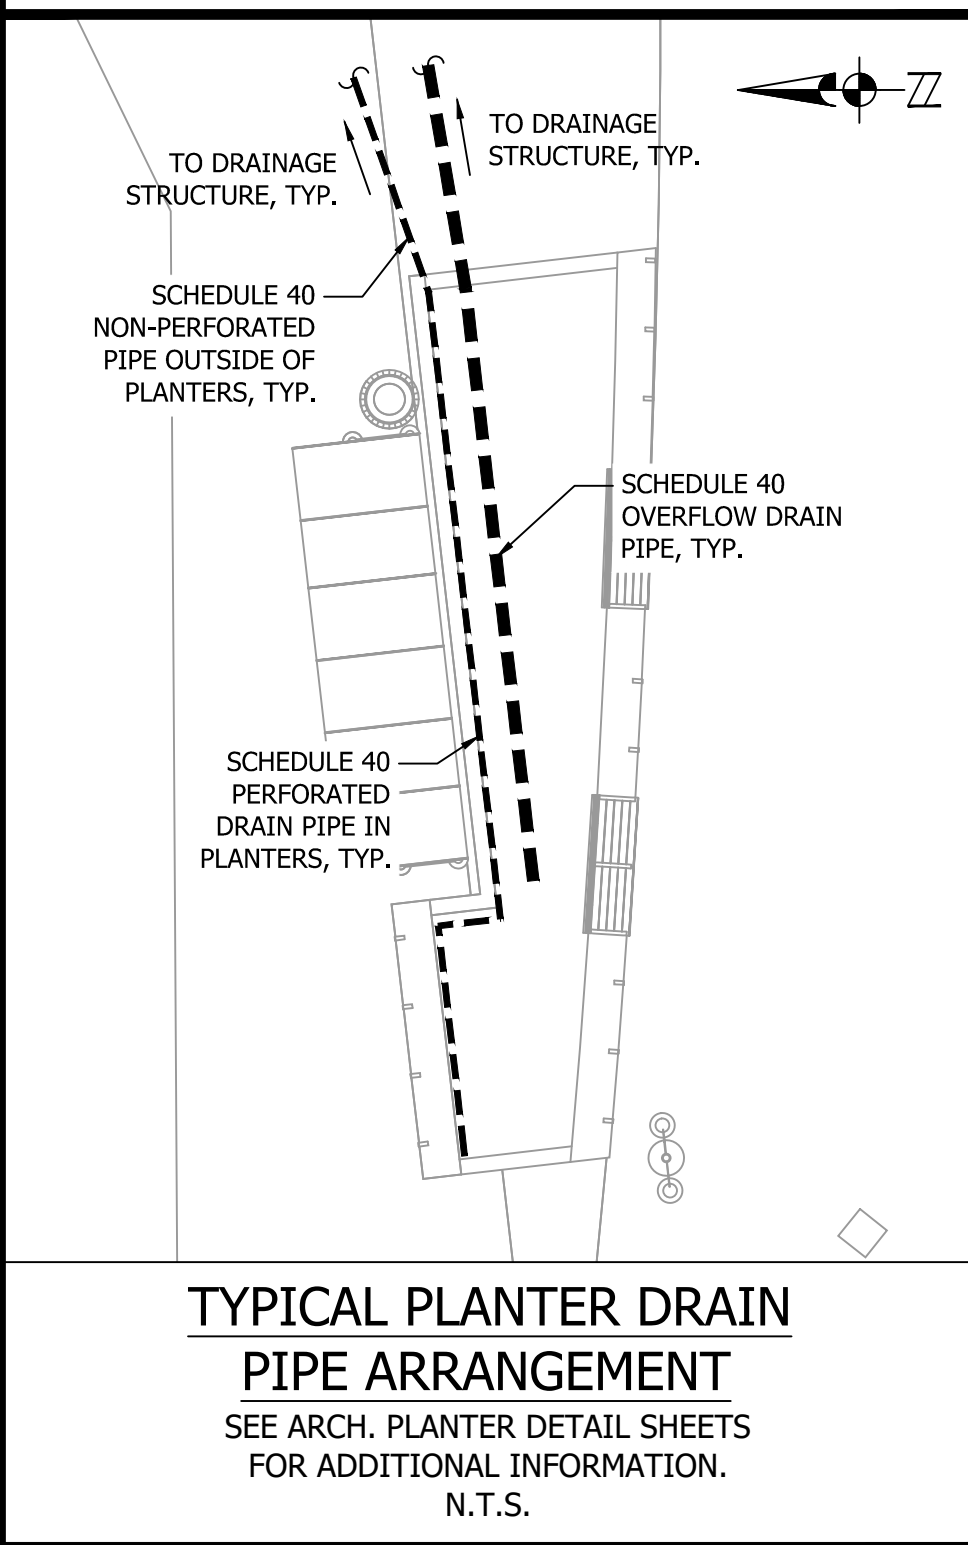 N
TO DRAINAGE
STRUCTURE, TYP.
TO DRAINAGE
STRUCTURE, TYP.
SCHEDULE 40
NON-PERFORATED
PIPE OUTSIDE OF
PLANTERS, TYP.
SCHEDULE 40
OVERFLOW DRAIN
PIPE, TYP.
SCHEDULE 40
PERFORATED
DRAIN PIPE IN
PLANTERS, TYP.
TYPICAL PLANTER DRAIN
PIPE ARRANGEMENT
SEE ARCH. PLANTER DETAIL SHEETS
FOR ADDITIONAL INFORMATION.
N.T.S.